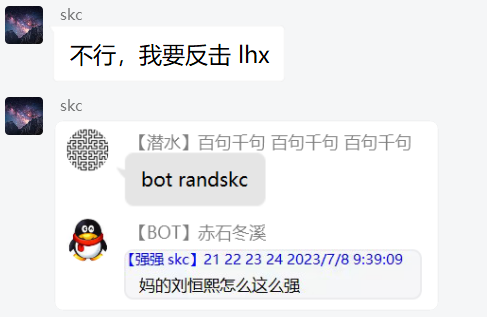 skc
不行，我要反击 lhx
skc
【潜水】百句千句 百句千句 百句千句
bot randskc
【BOT】赤石冬溪
【强强 skc】21 22 23 24 2023/7/8 9:39:09
妈的刘恒熙怎么这么强